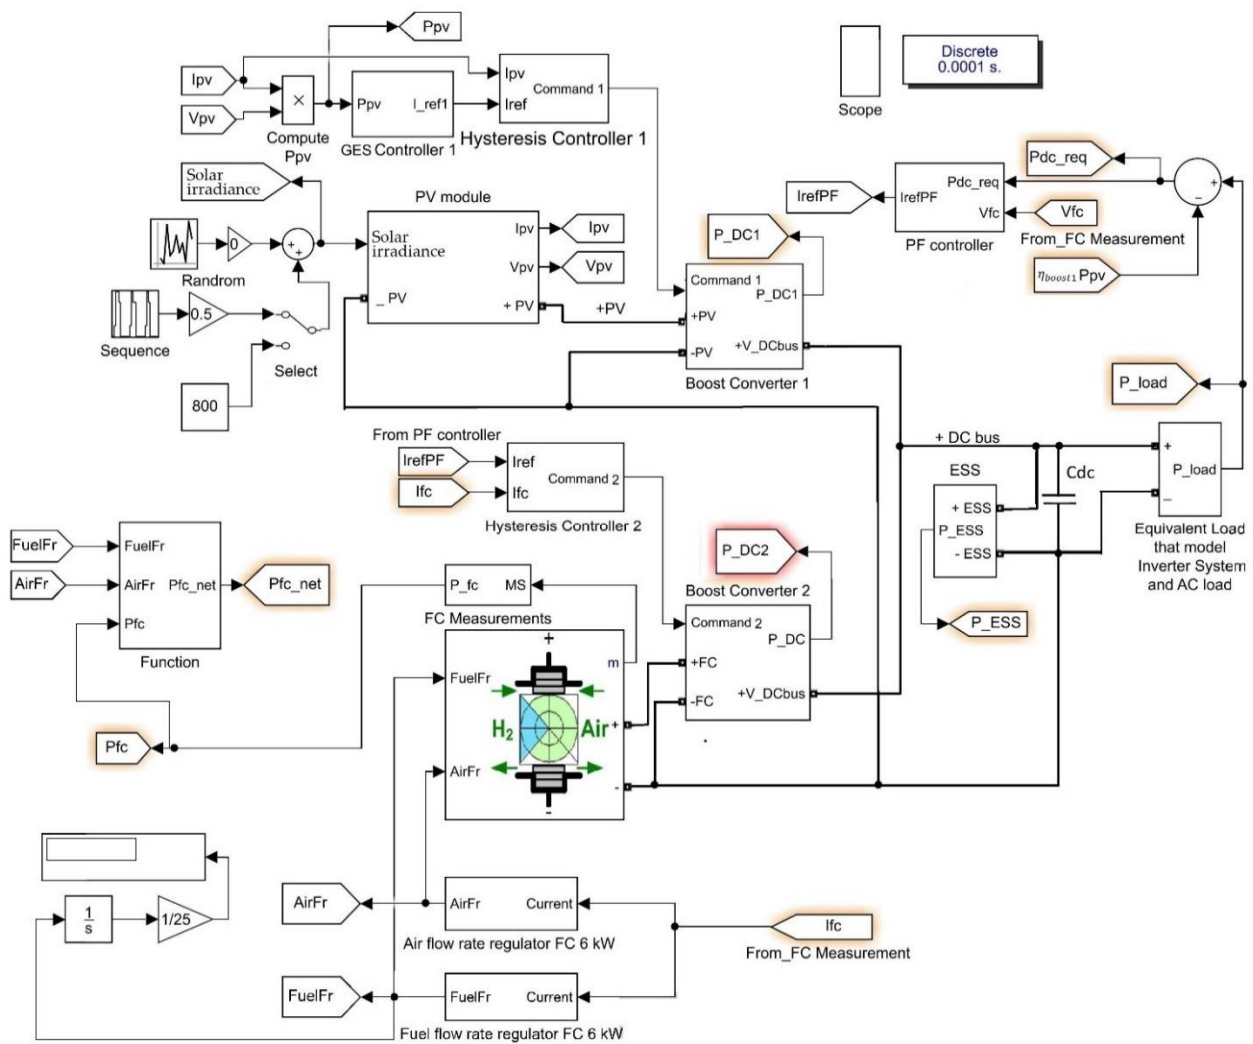 Ppv
Discrete
0.0001 s.
Scope
Ipv
Vpv
×
Compute
Ppv
Ppv
I_ref1
GES Controller 1
Ipv
Iref
Command 1
Hysteresis Controller 1
Pdc_req
+
−
IrefPF
IrefPF
Pdc_req
Vfc
PF controller
Vfc
From_FC Measurement
ηboost1 Ppv
Solar
irradiance
Randrom
0
+
+
Sequence
0.5
Select
800
PV module
Solar
irradiance
_ PV
Ipv
Vpv
+ PV
Ipv
Vpv
+PV
P_DC1
Command 1
P_DC1
+PV
-PV
+V_DCbus
Boost Converter 1
P_load
+ DC bus
ESS
+ ESS
P_ESS
- ESS
Cdc
+
P_load
_
Equivalent Load
that model
Inverter System
and AC load
P_ESS
From PF controller
IrefPF
Ifc
Iref
Ifc
Command 2
Hysteresis Controller 2
P_DC2
Boost Converter 2
Command 2
P_DC
+FC
-FC
+V_DCbus
FuelFr
AirFr
FuelFr
AirFr
Pfc
Pfc_net
Function
Pfc_net
P_fc
MS
FC Measurements
+
m
FuelFr
H2
Air
+
AirFr
-
-
Pfc
1
s
1/25
AirFr
AirFr
Current
Air flow rate regulator FC 6 kW
Ifc
From_FC Measurement
FuelFr
FuelFr
Current
Fuel flow rate regulator FC 6 kW